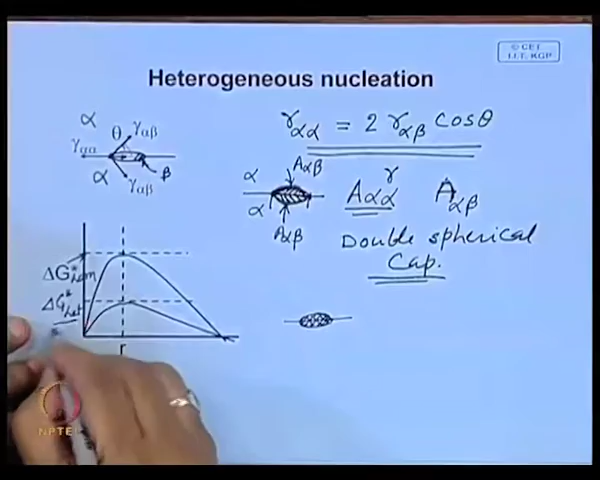 © CET
I.I.T. KGP
Heterogeneous nucleation
α
θ γαβ
γαα
α
γαβ
β
γαα = 2 γαβ cosθ
α
AαβÂ
α
Aαβ
γ
Aαα Aαβ
Double spherical
Cap.
ΔG*hom
ΔG*het
r
NPTEL